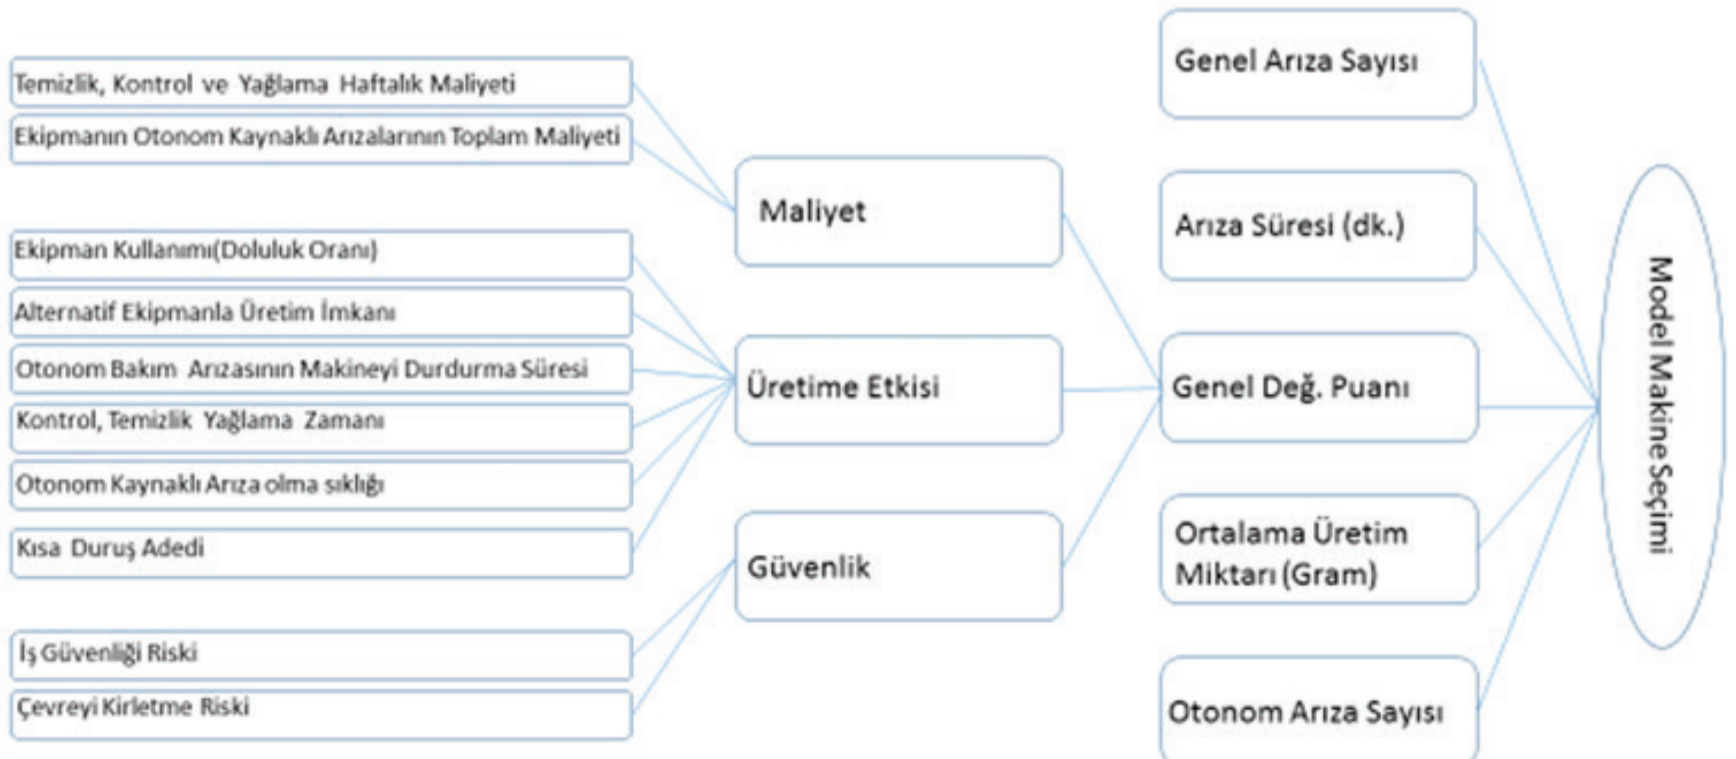 Temizlik, Kontrol ve Yağlama Haftalık Maliyeti
Ekipmanın Otonom Kaynaklı Arızalarının Toplam Maliyeti
Ekipman Kullanımı(Doluluk Oranı)
Alternatif Ekipmanla Üretim İmkanı
Otonom Bakım Arızasının Makineyi Durdurma Süresi
Kontrol, Temizlik Yağlama Zamanı
Otonom Kaynaklı Arıza olma sıklığı
Kısa Duruş Adedi
İş Güvenliği Riski
Çevreyi Kirletme Riski
Maliyet
Üretime Etkisi
Güvenlik
Genel Arıza Sayısı
Arıza Süresi (dk.)
Genel Değ. Puanı
Ortalama Üretim
Miktarı (Gram)
Otonom Arıza Sayısı
Model Makine Seçimi